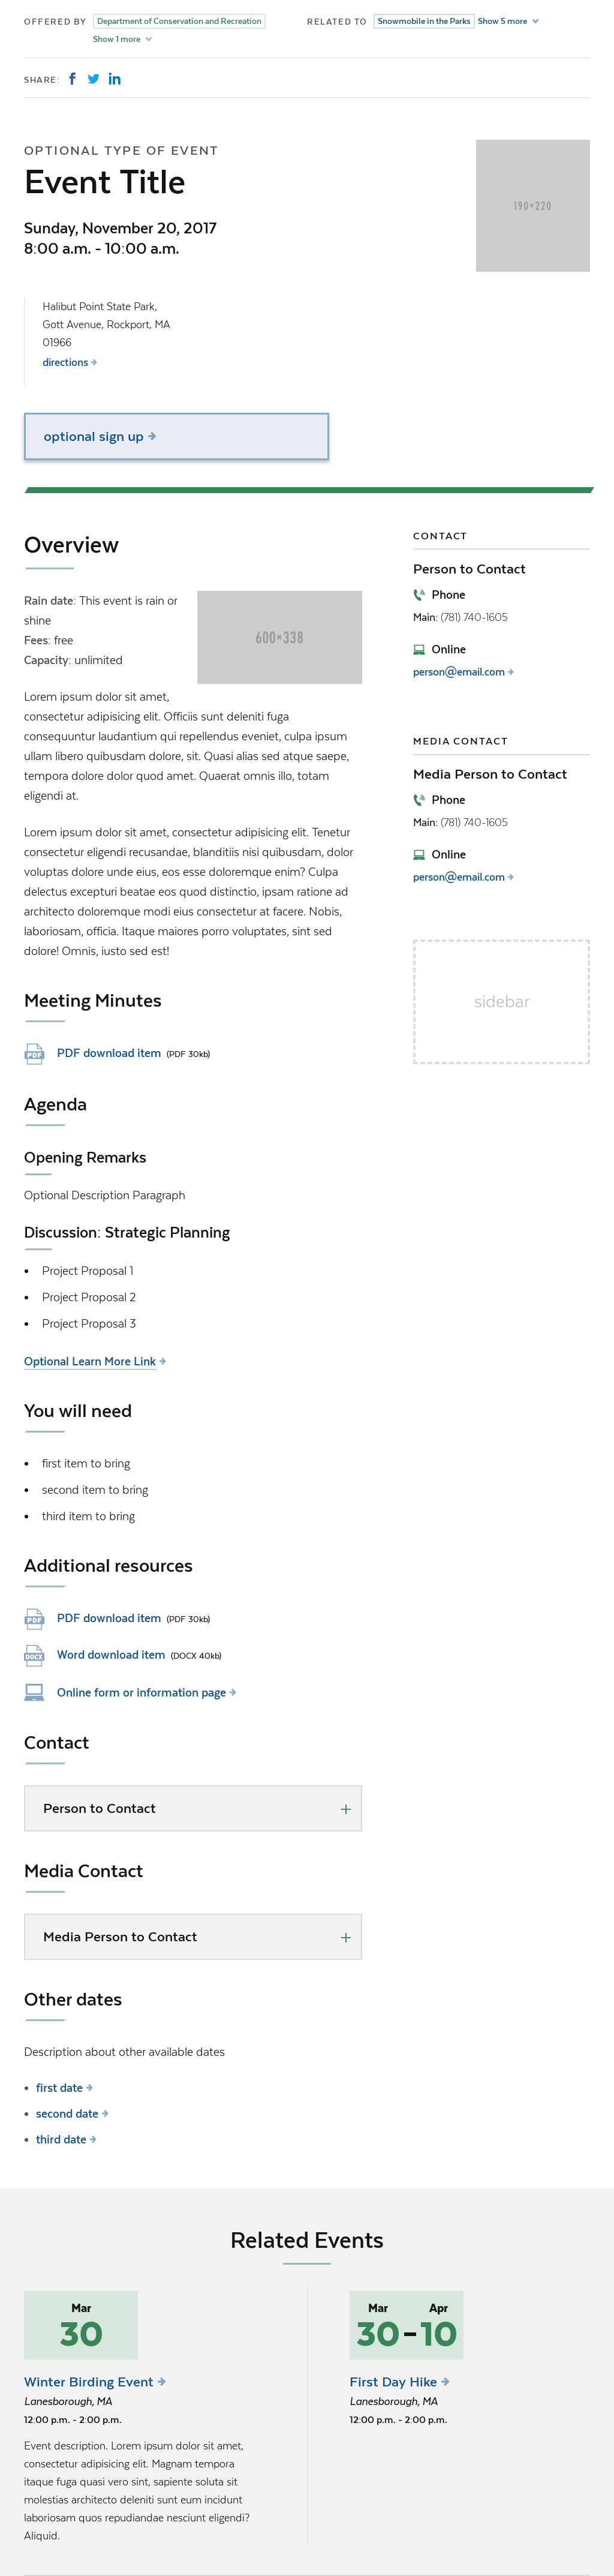 OFFERED BY Department of Conservation and Recreation
Show 1 more
RELATED TO Snowmobile in the Parks Show 5 more
SHARE:
OPTIONAL TYPE OF EVENT
Event Title
Sunday, November 20, 2017
8:00 a.m. - 10:00 a.m.
190×220
Halibut Point State Park,
Gott Avenue, Rockport, MA
01966
directions
optional sign up
Overview
Rain date: This event is rain or
shine
Fees: free
Capacity: unlimited
600×338
Lorem ipsum dolor sit amet,
consectetur adipisicing elit. Officiis sunt deleniti fuga
consequuntur laudantium qui repellendus eveniet, culpa ipsum
ullam libero quibusdam dolore, sit. Quasi alias sed atque saepe,
tempora dolore dolor quod amet. Quaerat omnis illo, totam
eligendi at.
Lorem ipsum dolor sit amet, consectetur adipisicing elit. Tenetur
consectetur eligendi recusandae, blanditiis nisi quibusdam, dolor
voluptates dolore unde eius, eos esse doloremque enim? Culpa
delectus excepturi beatae eos quod distinctio, ipsam ratione ad
architecto doloremque modi eius consectetur at facere. Nobis,
laboriosam, officia. Itaque maiores porro voluptates, sint sed
dolore! Omnis, iusto sed est!
CONTACT
Person to Contact
Phone
Main: (781) 740-1605
Online
person@email.com
MEDIA CONTACT
Media Person to Contact
Phone
Main: (781) 740-1605
Online
person@email.com
sidebar
Meeting Minutes
PDF PDF download item (PDF 30kb)
Agenda
Opening Remarks
Optional Description Paragraph
Discussion: Strategic Planning
• Project Proposal 1
• Project Proposal 2
• Project Proposal 3
Optional Learn More Link
You will need
• first item to bring
• second item to bring
• third item to bring
Additional resources
PDF PDF download item (PDF 30kb)
DOCX Word download item (DOCX 40kb)
Online form or information page
Contact
Person to Contact +
Media Contact
Media Person to Contact +
Other dates
Description about other available dates
• first date
• second date
• third date
Related Events
Mar
30
Winter Birding Event
Lanesborough, MA
12:00 p.m. - 2:00 p.m.
Event description. Lorem ipsum dolor sit amet,
consectetur adipisicing elit. Magnam tempora
itaque fuga quasi vero sint, sapiente soluta sit
molestias architecto deleniti sunt eum incidunt
laboriosam quos repudiandae nesciunt eligendi?
Aliquid.
Mar Apr
30-10
First Day Hike
Lanesborough, MA
12:00 p.m. - 2:00 p.m.